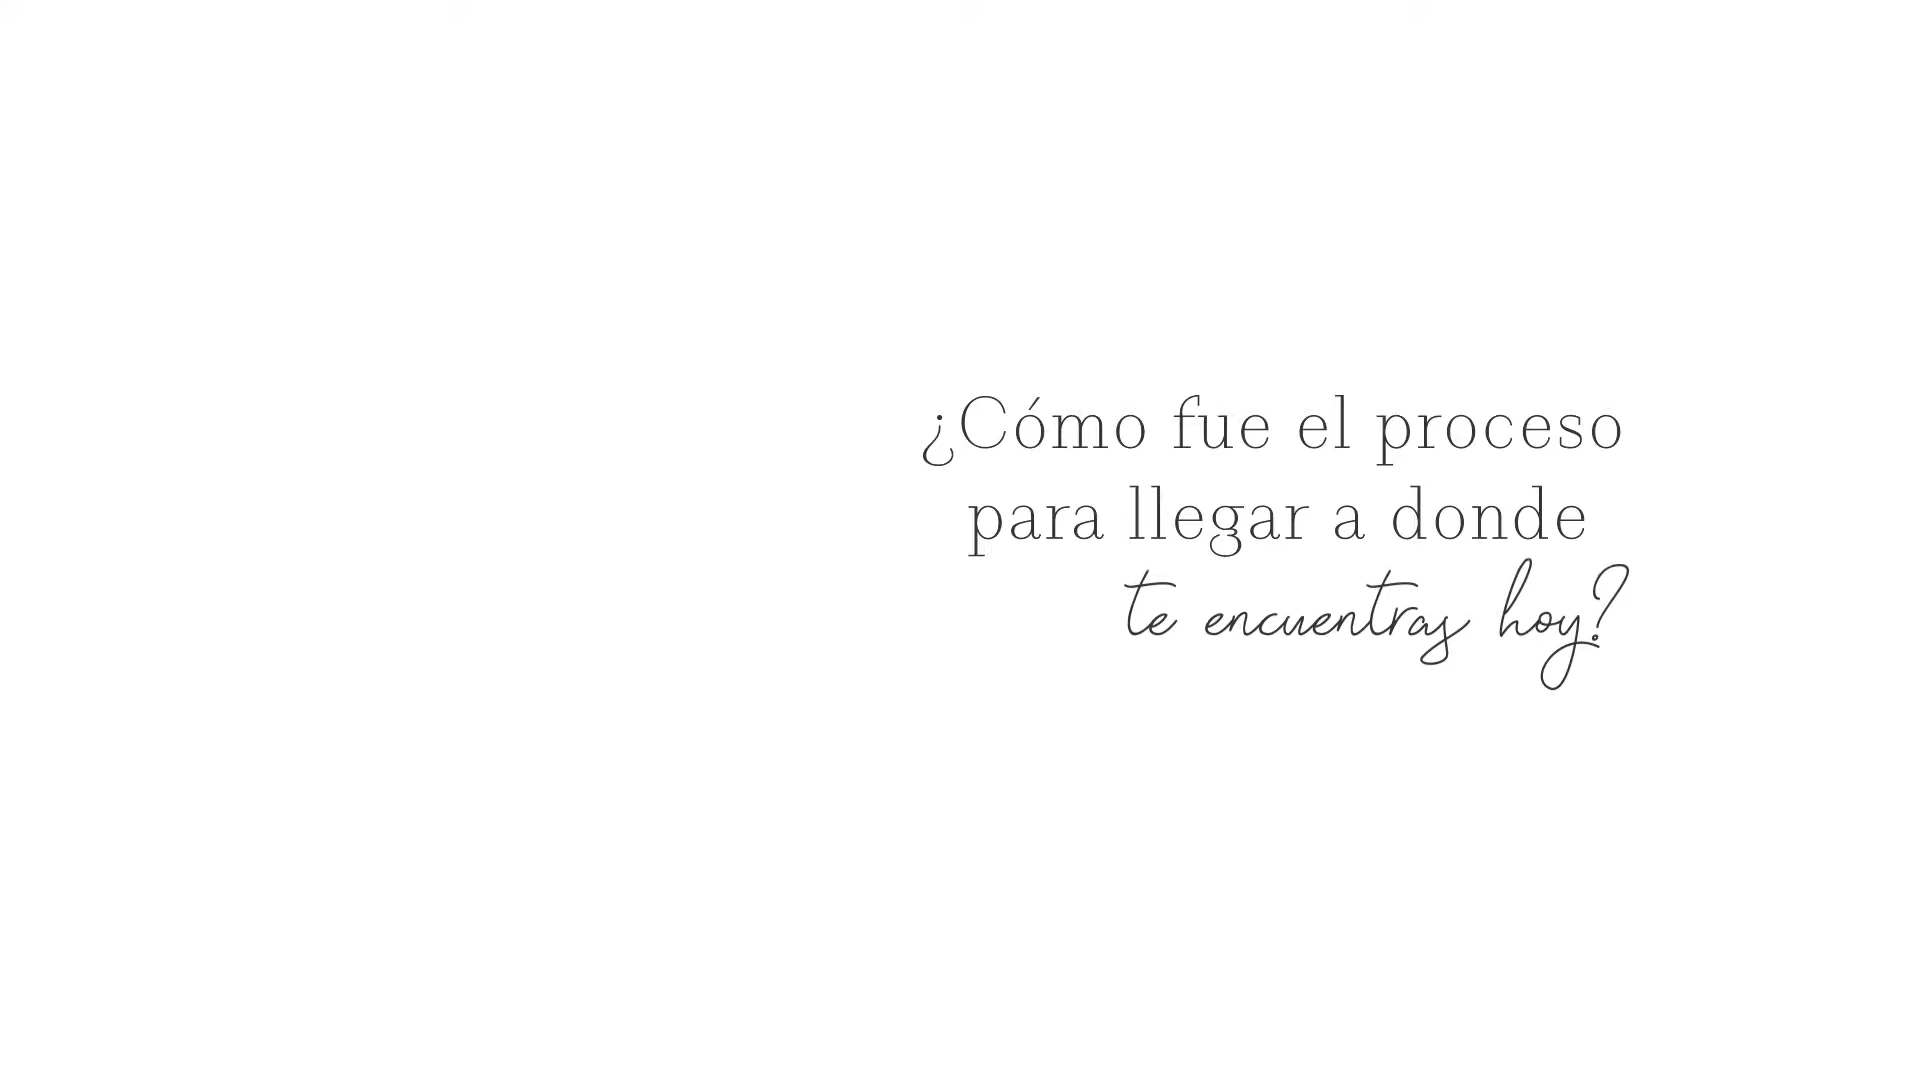 ¿Cómo fue el proceso
para llegar a donde
te encuentras hoy?